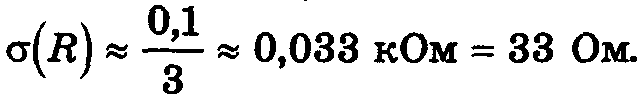 σ(R) ≈ 0,1/3 ≈ 0,033 кОм = 33 Ом.